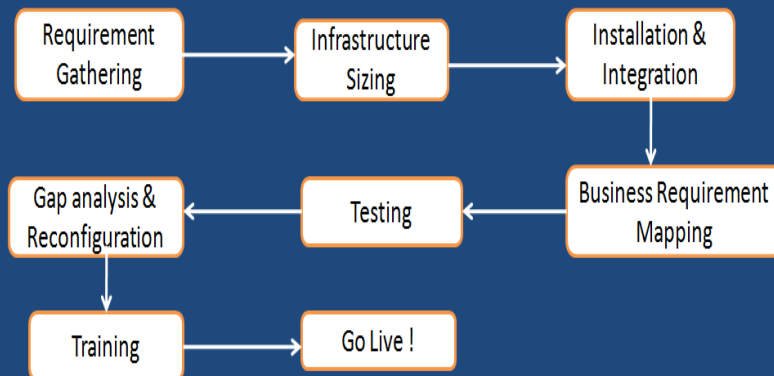 Requirement
Gathering
Infrastructure
Sizing
Installation &
Integration
Business Requirement
Mapping
Testing
Gap analysis &
Reconfiguration
Training
Go Live !